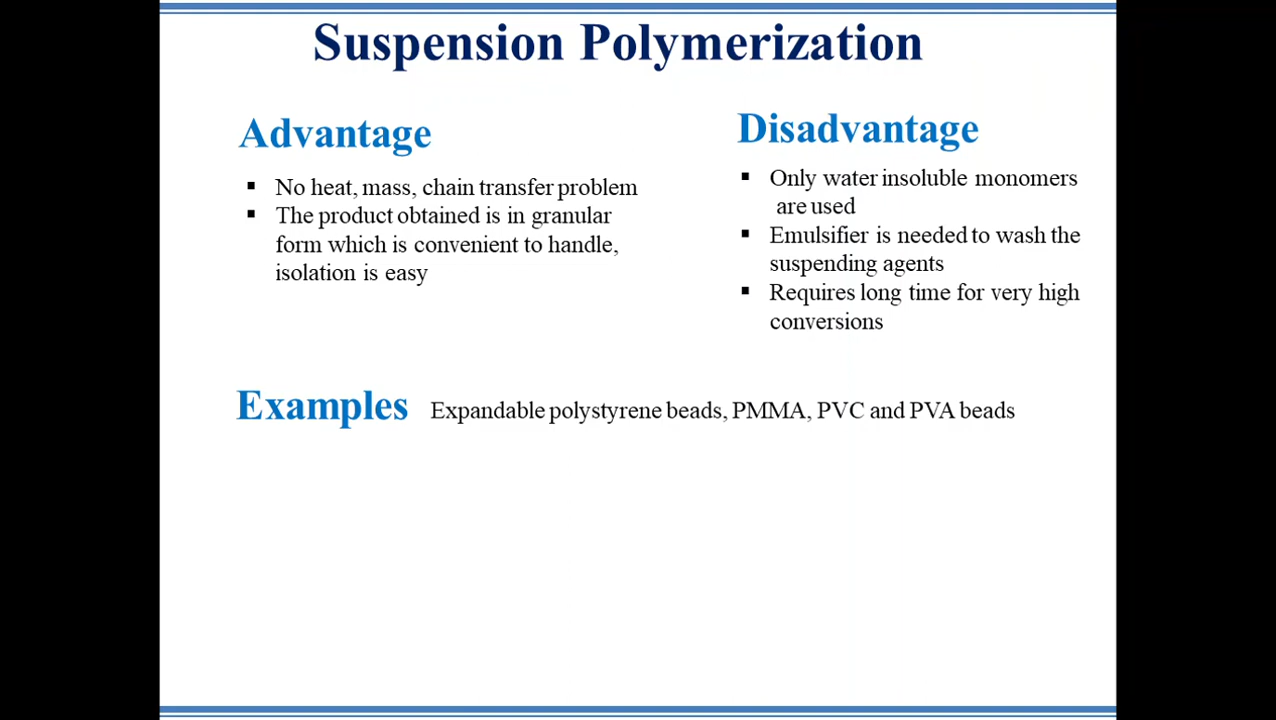 Suspension Polymerization
Advantage
▪ No heat, mass, chain transfer problem
▪ The product obtained is in granular
form which is convenient to handle,
isolation is easy
Disadvantage
▪ Only water insoluble monomers
are used
▪ Emulsifier is needed to wash the
suspending agents
▪ Requires long time for very high
conversions
Examples Expandable polystyrene beads, PMMA, PVC and PVA beads